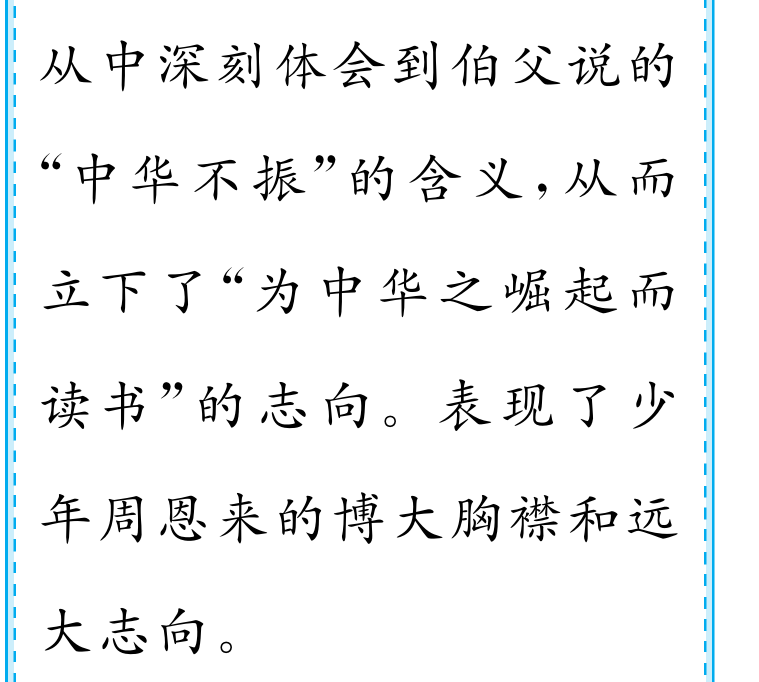 从中深刻体会到伯父说的
“中华不振”的含义，从而
立下了“为中华之崛起而
读书”的志向。表现了少
年周恩来的博大胸襟和远
大志向。